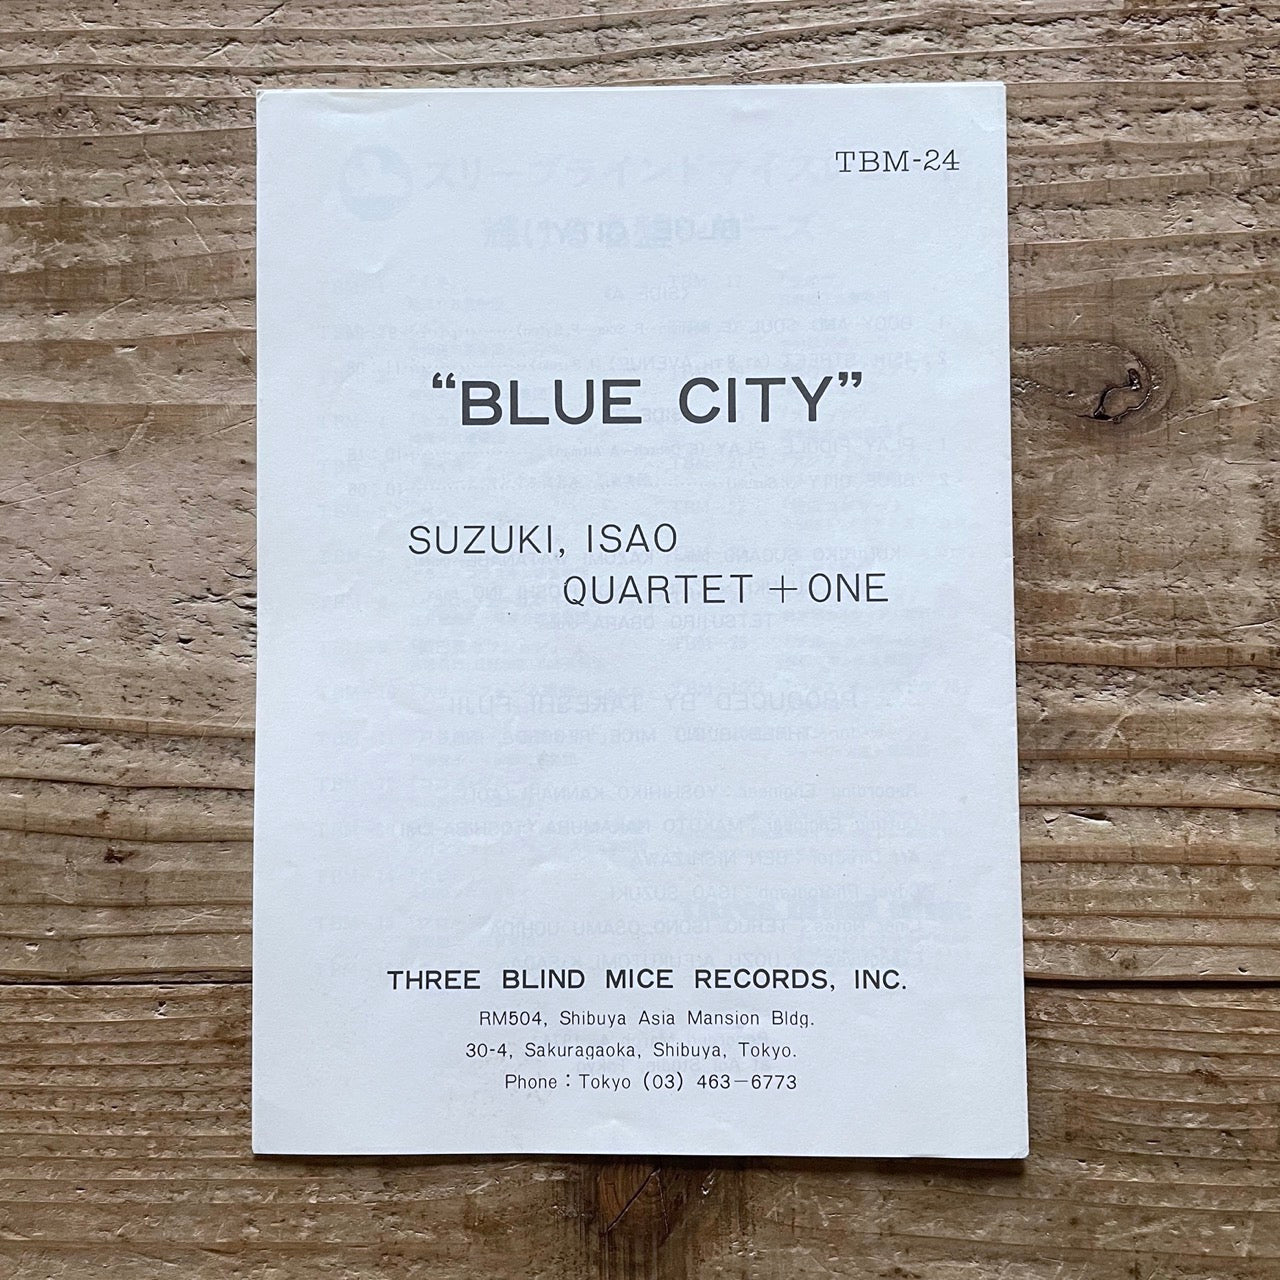 TBM-24
“BLUE CITY”
SUZUKI, ISAO
QUARTET + ONE
THREE BLIND MICE RECORDS, INC.
RM504, Shibuya Asia Mansion Bldg.
30-4, Sakuragaoka, Shibuya, Tokyo.
Phone : Tokyo (03) 463-6773